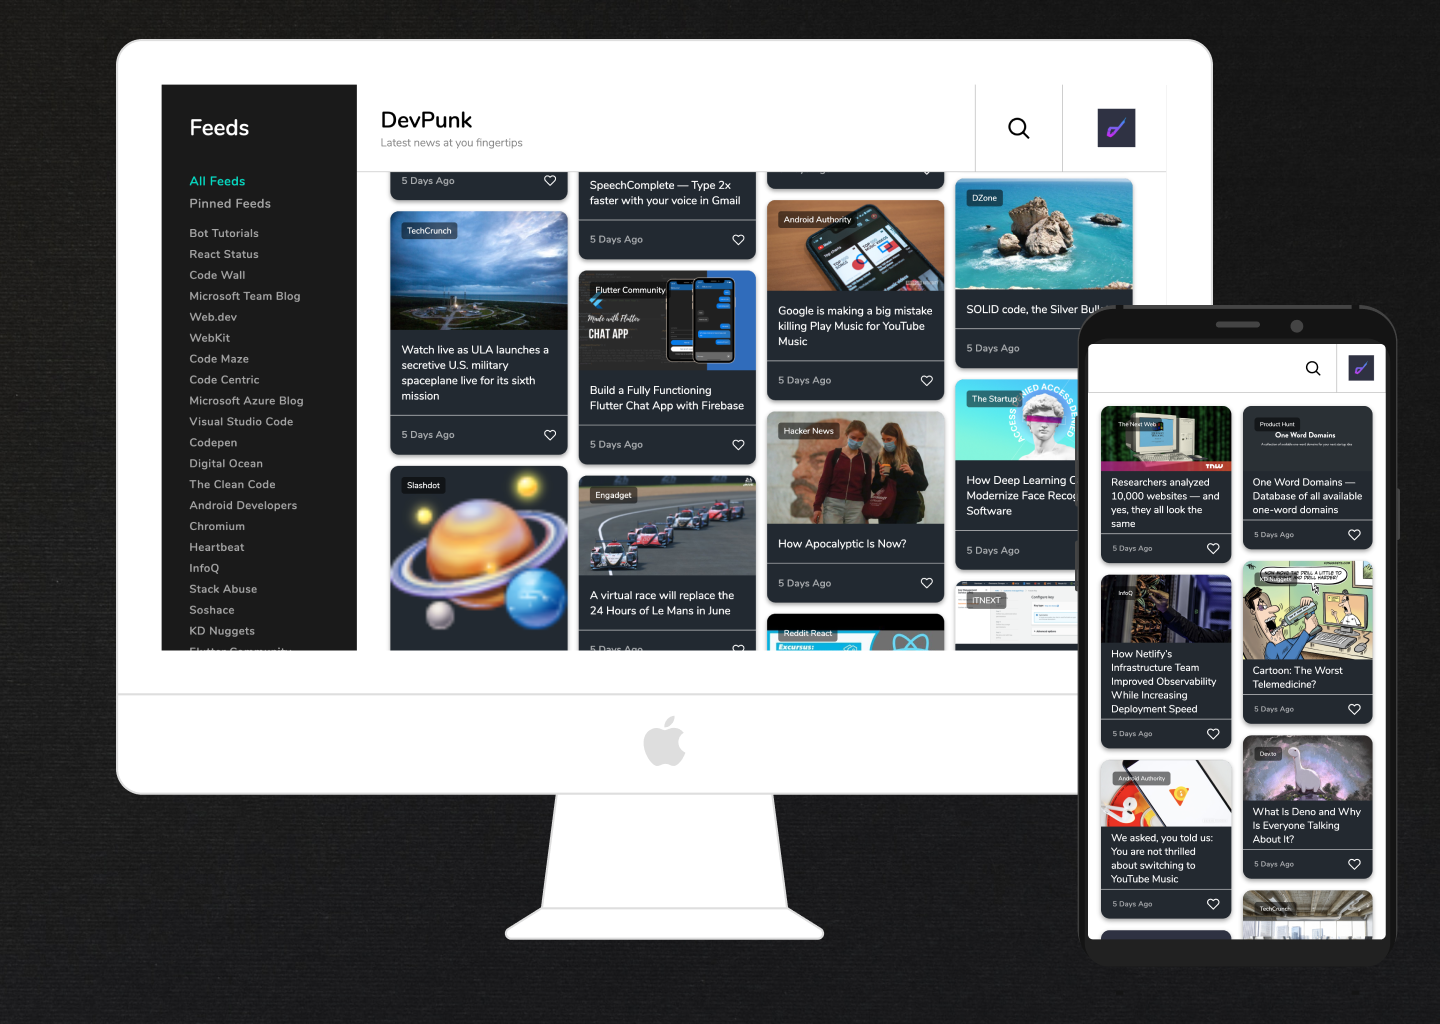 Feeds
All Feeds
Pinned Feeds
Bot Tutorials
React Status
Code Wall
Microsoft Team Blog
Web.dev
WebKit
Code Maze
Code Centric
Microsoft Azure Blog
Visual Studio Code
Codepen
Digital Ocean
The Clean Code
Android Developers
Chromium
Heartbeat
InfoQ
Stack Abuse
Soshace
KD Nuggets
Flutter Community
DevPunk
Latest news at you fingertips
5 Days Ago
TechCrunch
Watch live as ULA launches a
secretive U.S. military
spaceplane live for its sixth
mission
5 Days Ago
Slashdot
SpeechComplete — Type 2x
faster with your voice in Gmail
5 Days Ago
Flutter Community
Made with Flutter
CHAT APP
Build a Fully Functioning
Flutter Chat App with Firebase
5 Days Ago
Engadget
A virtual race will replace the
24 Hours of Le Mans in June
5 Days Ago
Android Authority
Google is making a big mistake
killing Play Music for YouTube
Music
5 Days Ago
Hacker News
How Apocalyptic Is Now?
5 Days Ago
Reddit React
Excursus:
DZone
SOLID code, the Silver Bull
5 Days Ago
The Startup
ACCESS DENIED ACCESS DE
How Deep Learning C
Modernize Face Recog
Software
5 Days Ago
ITNEXT
The Next Web
TNW
Researchers analyzed
10,000 websites — and
yes, they all look the
same
5 Days Ago
InfoQ
How Netlify's
Infrastructure Team
Improved Observability
While Increasing
Deployment Speed
5 Days Ago
Android Authority
We asked, you told us:
You are not thrilled
about switching to
YouTube Music
5 Days Ago
Product Hunt
One Word Domains
One Word Domains —
Database of all available
one-word domains
5 Days Ago
KD Nuggets
Cartoon: The Worst
Telemedicine?
5 Days Ago
Dev.to
What Is Deno and Why
Is Everyone Talking
About It?
5 Days Ago
TechCrunch